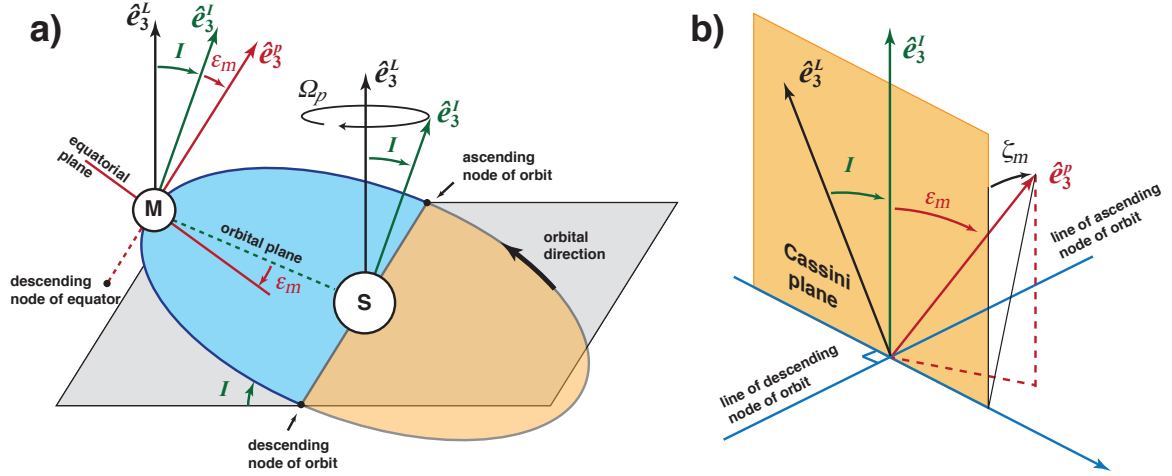 a)
ê₃ᴸ
ê₃ᴵ
I
εₘ
ê₃ᵖ
equatorial
plane
M
descending
node of equator
orbital plane
εₘ
Ωₚ
ê₃ᴸ
ê₃ᴵ
I
S
ascending
node of orbit
orbital
direction
I
descending
node of orbit
b)
ê₃ᴸ
ê₃ᴵ
I
εₘ
ζₘ
ê₃ᵖ
Cassini
plane
line of ascending
node of orbit
line of descending
node of orbit